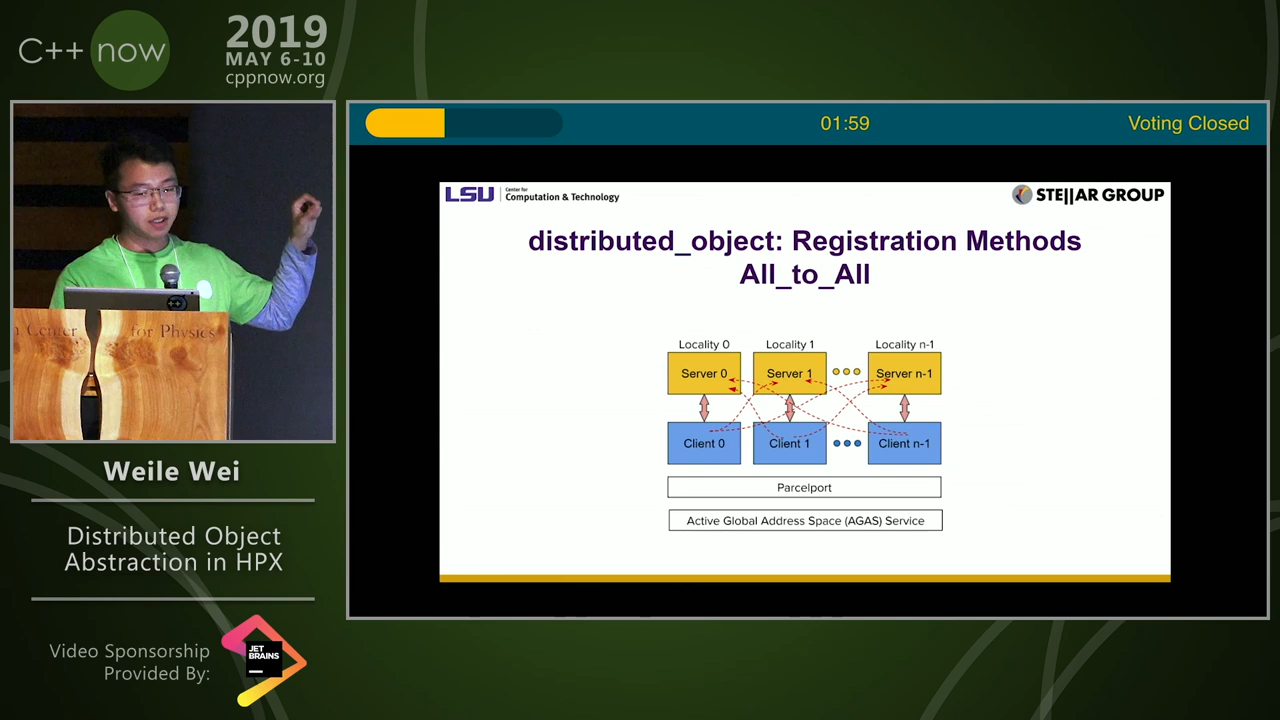 C++ now
2019
MAY 6-10
cppnow.org
01:59
Voting Closed
LSU
Center for
Computation & Technology
STE||AR GROUP
distributed_object: Registration Methods
All_to_All
Locality 0
Locality 1
Locality n-1
Server 0
Server 1
Server n-1
Client 0
Client 1
Client n-1
Parcelport
Active Global Address Space (AGAS) Service
Center
for Physics
Weile Wei
Distributed Object
Abstraction in HPX
Video Sponsorship
Provided By:
JET
BRAINS